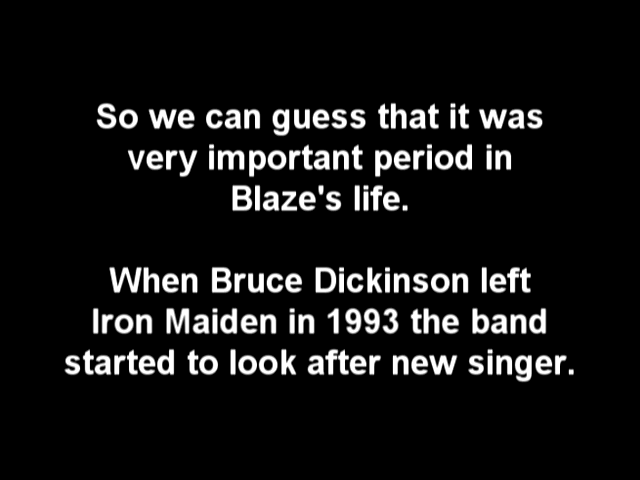 So we can guess that it was
very important period in
Blaze's life.
When Bruce Dickinson left
Iron Maiden in 1993 the band
started to look after new singer.